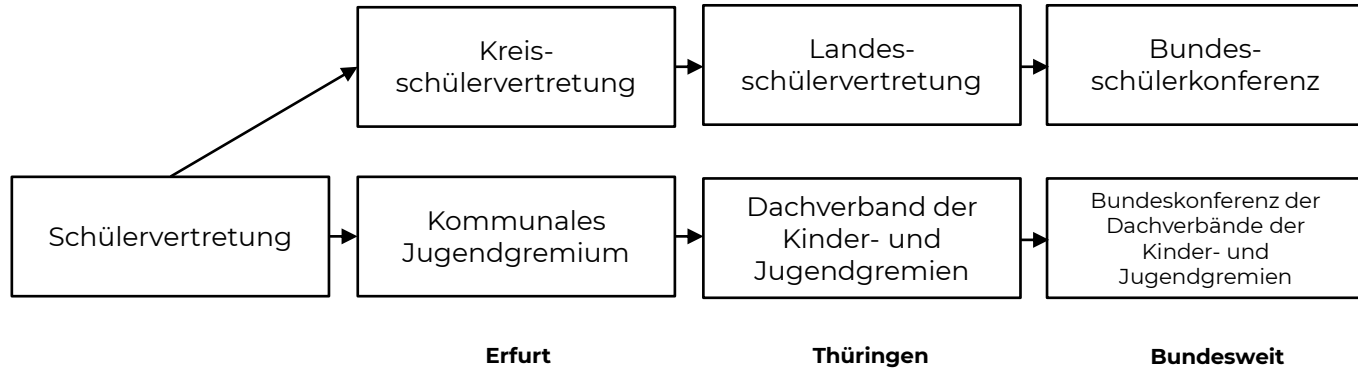 Kreis-
schülervertretung
Landes-
schülervertretung
Bundes-
schülerkonferenz
Schülervertretung
Kommunales
Jugendgremium
Dachverband der
Kinder- und
Jugendgremien
Bundeskonferenz der
Dachverbände der
Kinder- und
Jugendgremien
Erfurt
Thüringen
Bundesweit